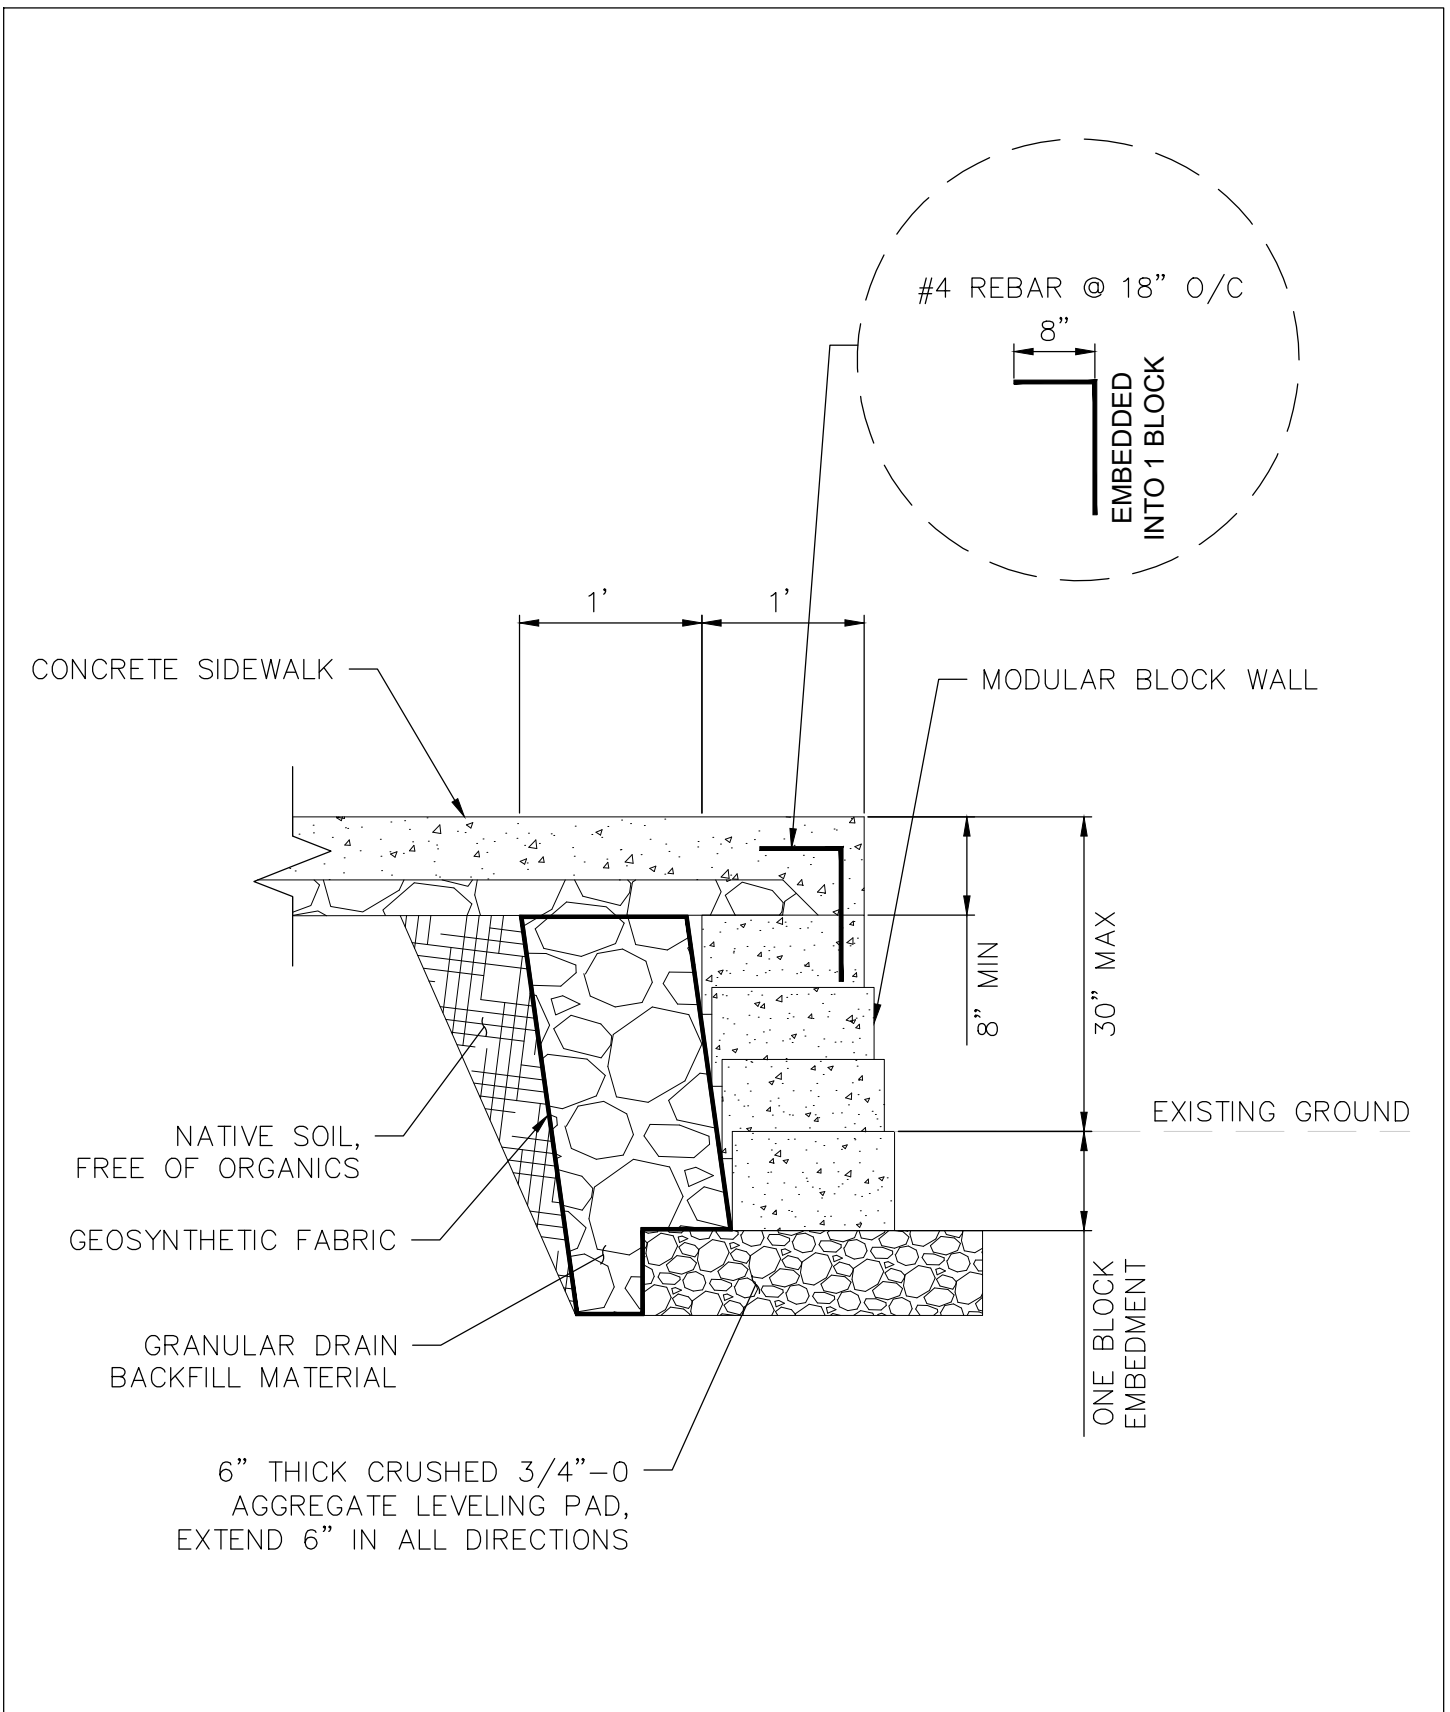 #4 REBAR @ 18” O/C
8”
EMBEDDED
INTO 1 BLOCK
1’
1’
CONCRETE SIDEWALK
MODULAR BLOCK WALL
8” MIN
30” MAX
EXISTING GROUND
NATIVE SOIL,
FREE OF ORGANICS
GEOSYNTHETIC FABRIC
ONE BLOCK
EMBEDMENT
GRANULAR DRAIN
BACKFILL MATERIAL
6” THICK CRUSHED 3/4”-0
AGGREGATE LEVELING PAD,
EXTEND 6” IN ALL DIRECTIONS